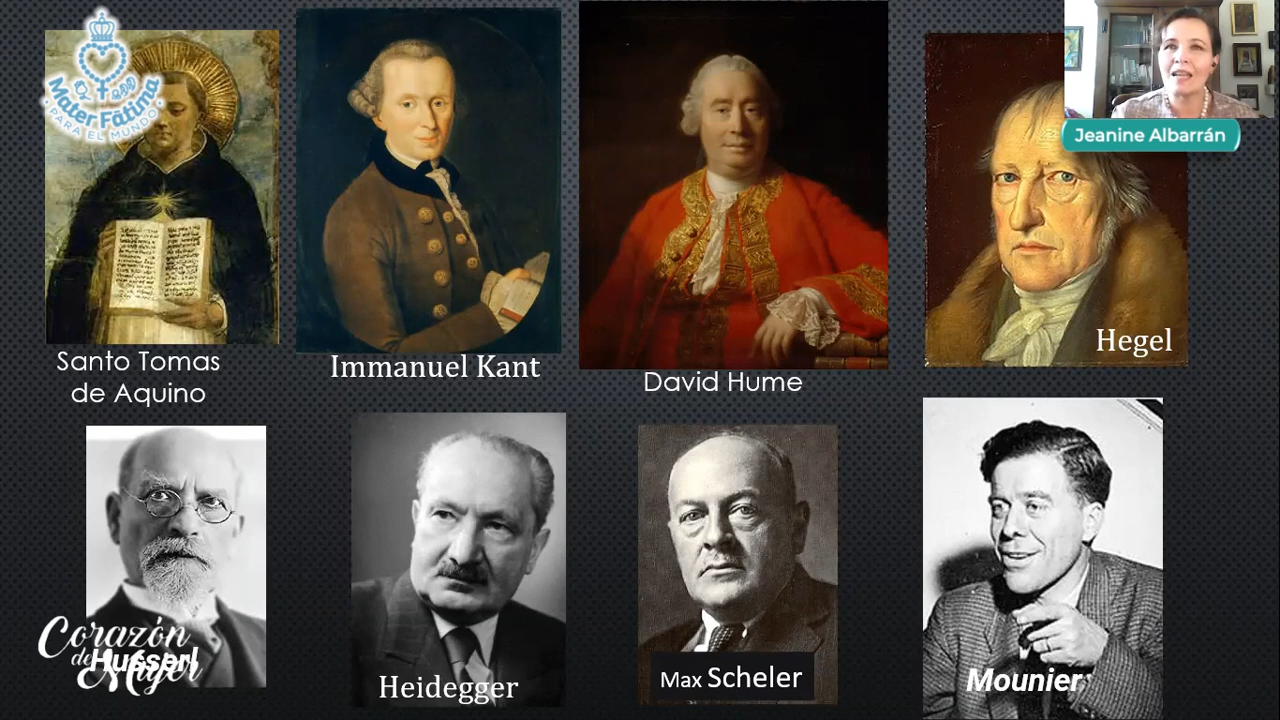 Mater Fátima
PARA EL MUNDO
Jeanine Albarrán
Santo Tomas
de Aquino
Immanuel Kant
David Hume
Hegel
Corazón
de Mujer
Husserl
Heidegger
Max Scheler
Mounier